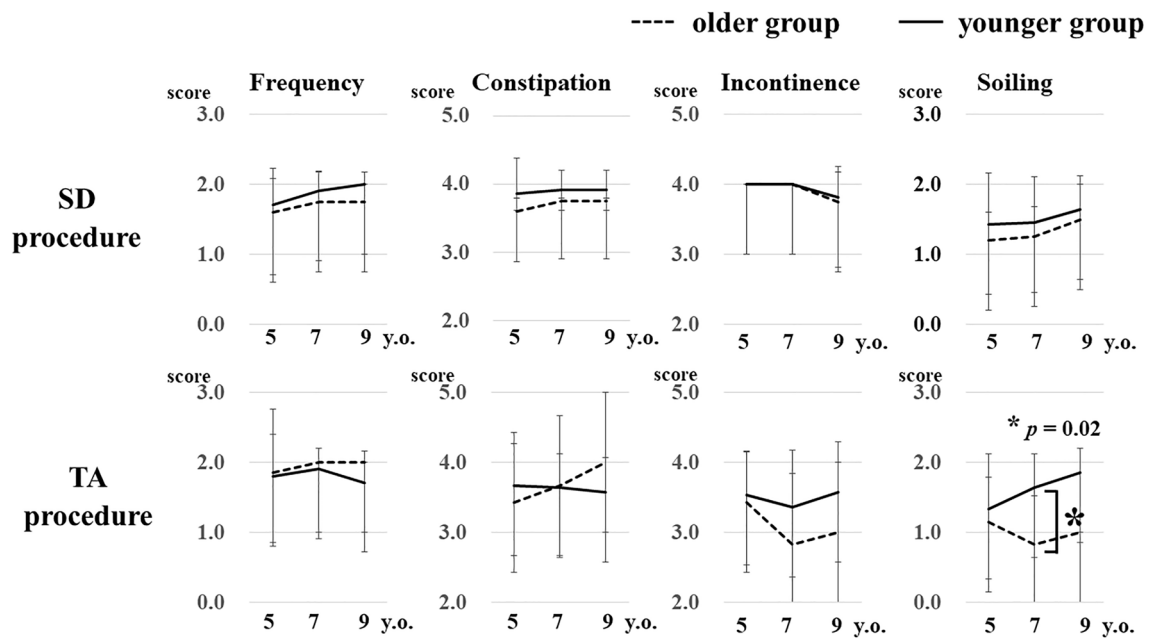 older group younger group
Frequency Constipation Incontinence Soiling
score score score score
3.0 5.0 5.0 3.0
SD procedure
2.0 4.0 4.0 2.0
1.0 3.0 3.0 1.0
0.0 2.0 2.0 0.0
5 7 9 y.o. 5 7 9 y.o. 5 7 9 y.o. 5 7 9 y.o.
score score score score
3.0 5.0 5.0 3.0
* p = 0.02
TA procedure
2.0 4.0 4.0 2.0
*
1.0 3.0 3.0 1.0
0.0 2.0 2.0 0.0
5 7 9 y.o. 5 7 9 y.o. 5 7 9 y.o. 5 7 9 y.o.